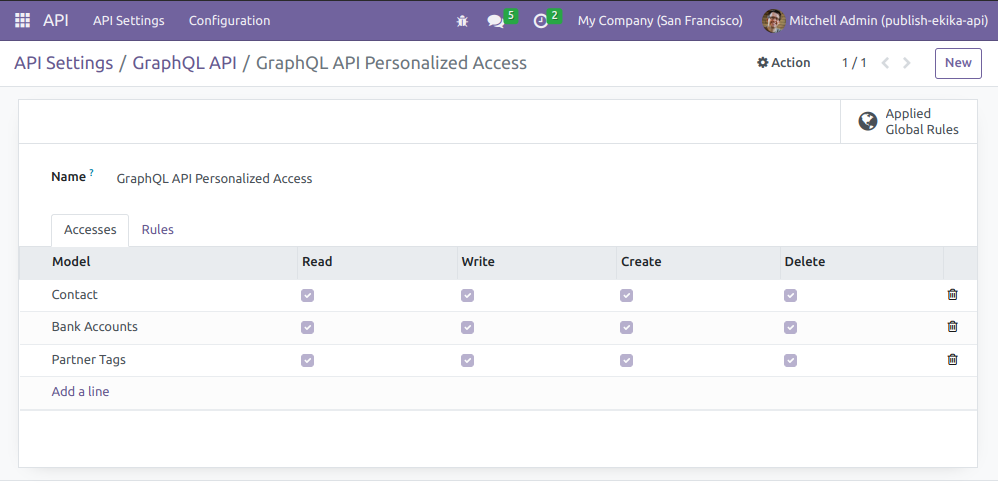 API API Settings Configuration 5 2 My Company (San Francisco) Mitchell Admin (publish-ekika-api)
API Settings / GraphQL API / GraphQL API Personalized Access Action 1 / 1 New
Applied
Global Rules
Name ? GraphQL API Personalized Access
Accesses Rules
Model Read Write Create Delete
Contact
Bank Accounts
Partner Tags
Add a line